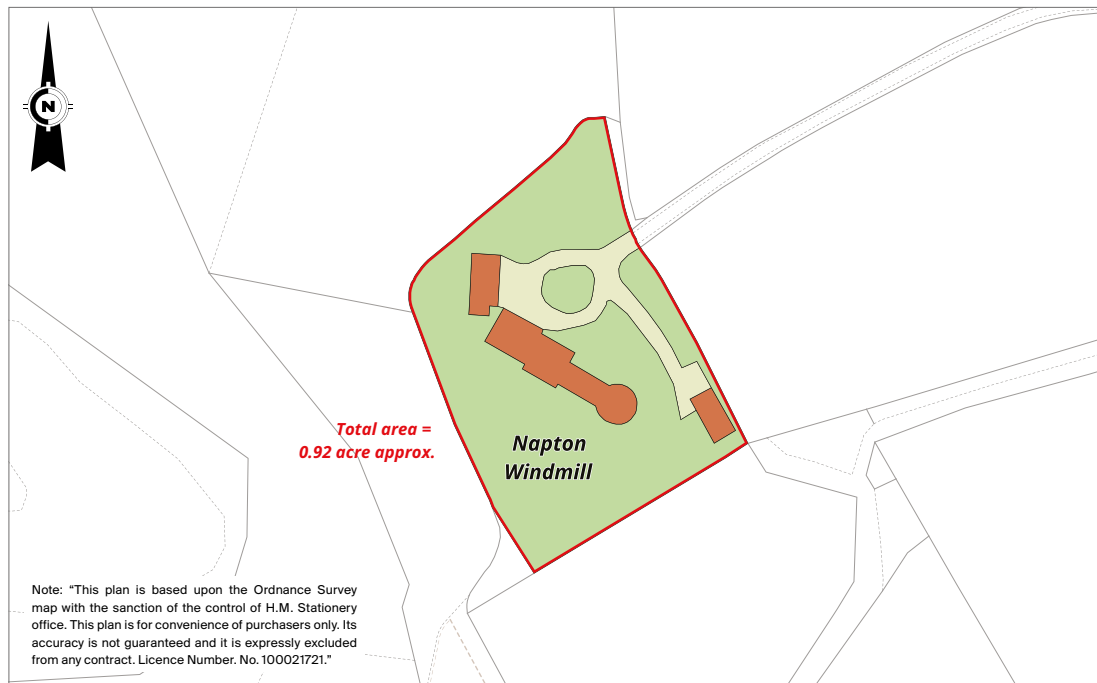 N
Total area =
0.92 acre approx.
Napton
Windmill
Note: “This plan is based upon the Ordnance Survey
map with the sanction of the control of H.M. Stationery
office. This plan is for convenience of purchasers only. Its
accuracy is not guaranteed and it is expressly excluded
from any contract. Licence Number. No. 100021721.”